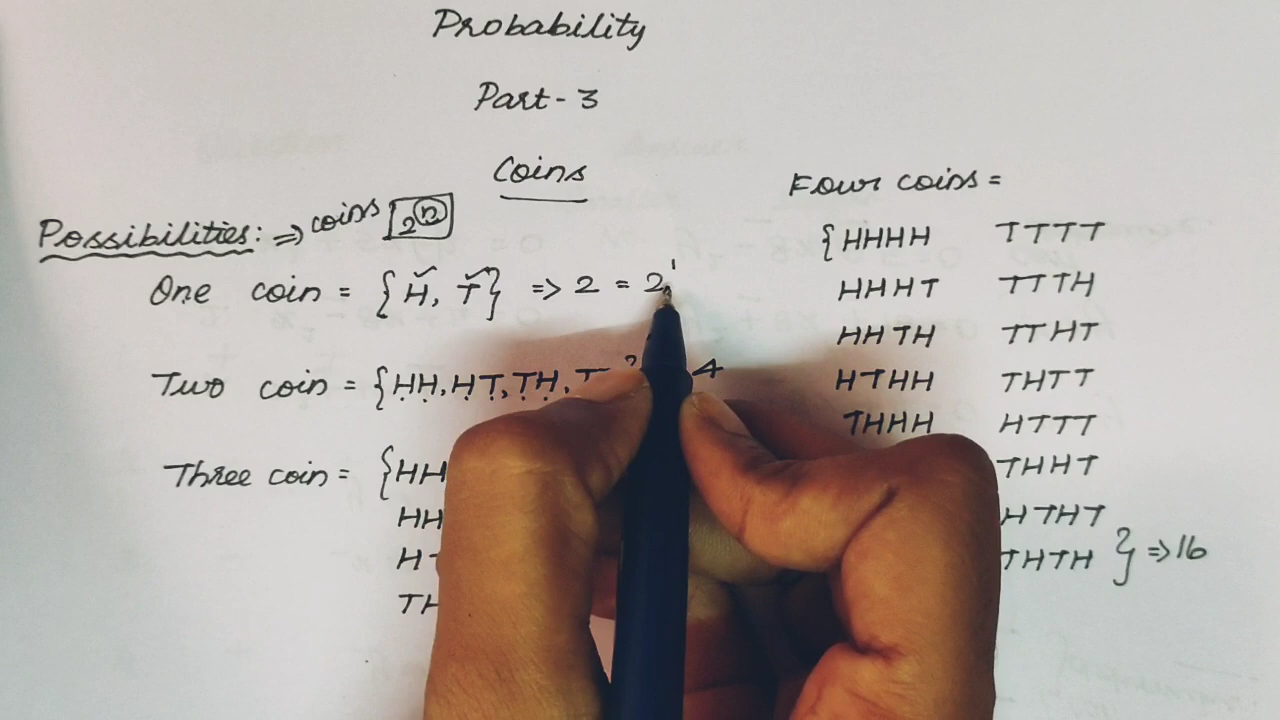 Probability
Part - 3
Coins
Possibilities: ⇒ coins 2ⁿ
One coin = {H, T} ⇒ 2 = 2¹
Two coin = {HH, HT, TH, T 4
Three coin = {HH
HH
H
TH
Four coins =
{HHHH TTTT
HHHT TTTH
HHTH TTHT
HTHH THTT
THHH HTTT
THHT
HTHT
THTH } ⇒ 16